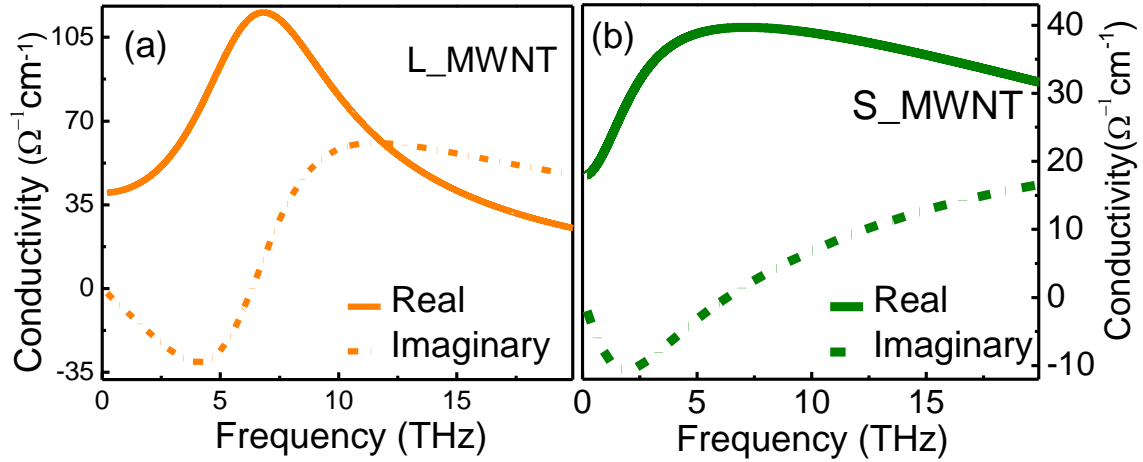 (a)
L_MWNT
Conductivity (Ω⁻¹cm⁻¹)
105
70
35
0
-35
Real
Imaginary
0
5
10
15
Frequency (THz)
(b)
S_MWNT
40
30
20
10
0
-10
Conductivity(Ω⁻¹cm⁻¹)
Real
Imaginary
0
5
10
15
Frequency (THz)